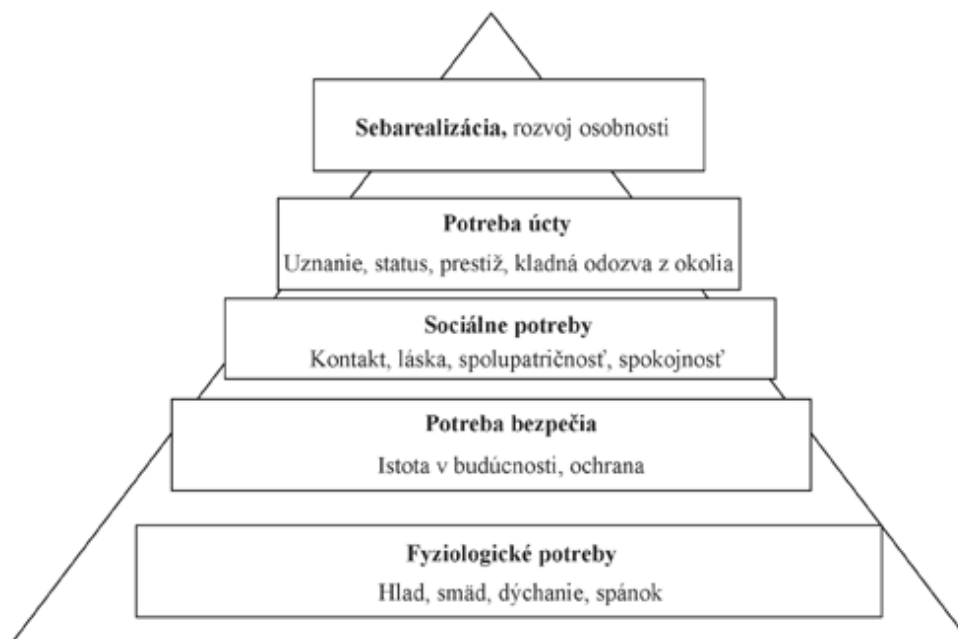 Sebarealizácia, rozvoj osobnosti
Potreba úcty
Uznanie, status, prestíž, kladná odozva z okolia
Sociálne potreby
Kontakt, láska, spolupatričnosť, spokojnosť
Potreba bezpečia
Istota v budúcnosti, ochrana
Fyziologické potreby
Hlad, smäd, dýchanie, spánok